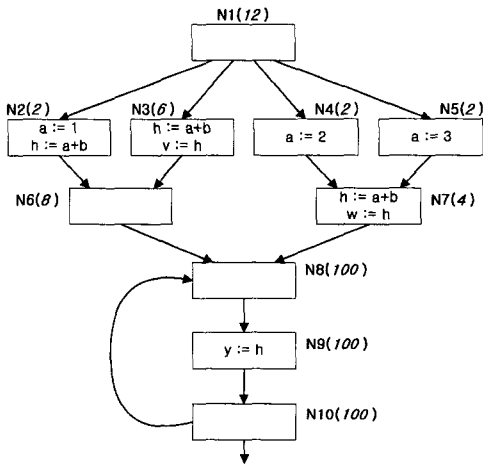 N1(12)
N2(2)
N3(6)
N4(2)
N5(2)
a := 1
h := a+b
h := a+b
v := h
a := 2
a := 3
N6(8)
h := a+b
w := h
N7(4)
N8(100)
y := h
N9(100)
N10(100)